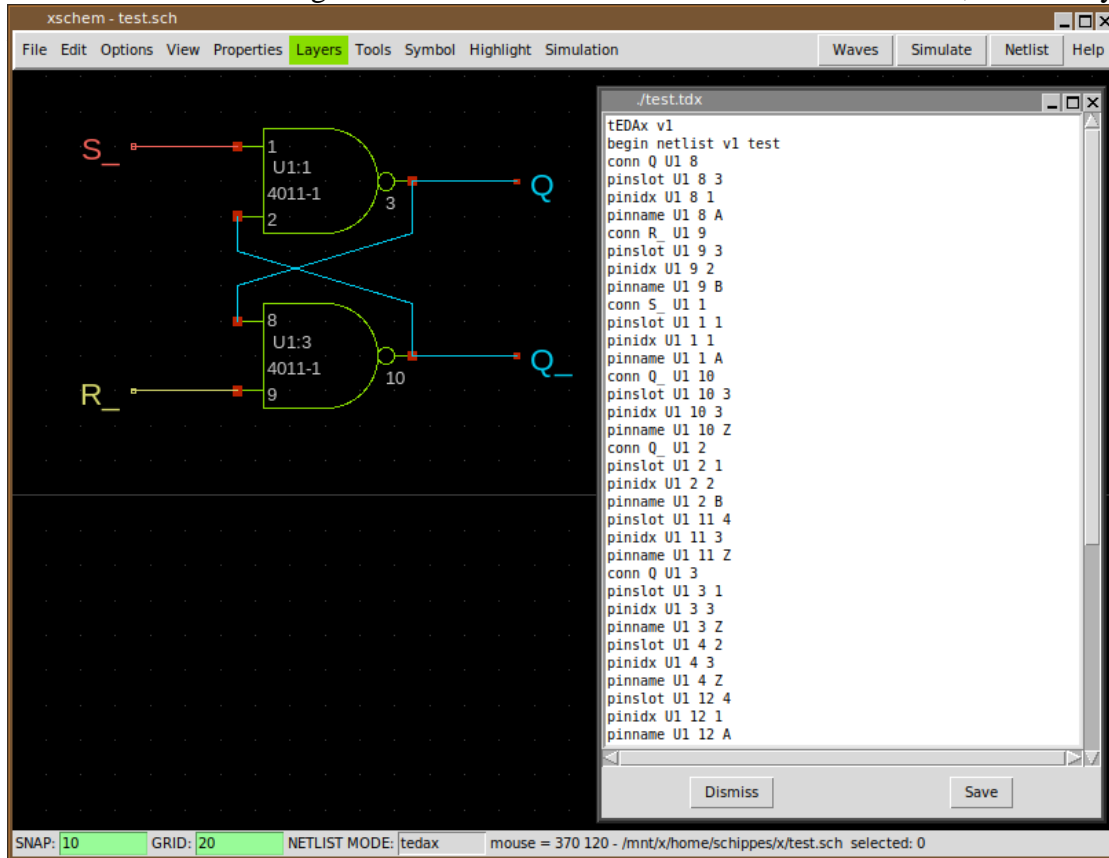 xschem - test.sch
File Edit Options View Properties Layers Tools Symbol Highlight Simulation Waves Simulate Netlist Help
S_
1
U1:1
4011-1
2
3
Q
8
U1:3
4011-1
9
10
Q_
R_
./test.tdx
tEDAx v1
begin netlist v1 test
conn Q U1 8
pinslot U1 8 3
pinidx U1 8 1
pinname U1 8 A
conn R_ U1 9
pinslot U1 9 3
pinidx U1 9 2
pinname U1 9 B
conn S_ U1 1
pinslot U1 1 1
pinidx U1 1 1
pinname U1 1 A
conn Q_ U1 10
pinslot U1 10 3
pinidx U1 10 3
pinname U1 10 Z
conn Q_ U1 2
pinslot U1 2 1
pinidx U1 2 2
pinname U1 2 B
pinslot U1 11 4
pinidx U1 11 3
pinname U1 11 Z
conn Q U1 3
pinslot U1 3 1
pinidx U1 3 3
pinname U1 3 Z
pinslot U1 4 2
pinidx U1 4 3
pinname U1 4 Z
pinslot U1 12 4
pinidx U1 12 1
pinname U1 12 A
Dismiss Save
SNAP: 10 GRID: 20 NETLIST MODE: tedax mouse = 370 120 - /mnt/x/home/schippes/x/test.sch selected: 0